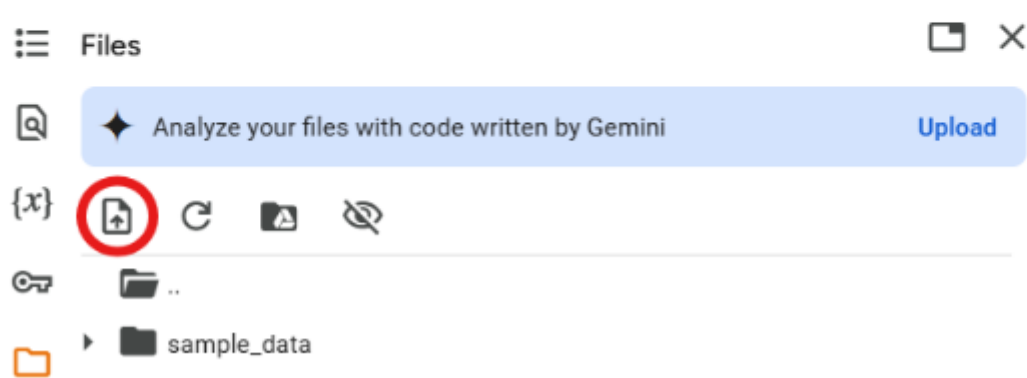 Files
Analyze your files with code written by Gemini Upload
{x}
..
sample_data